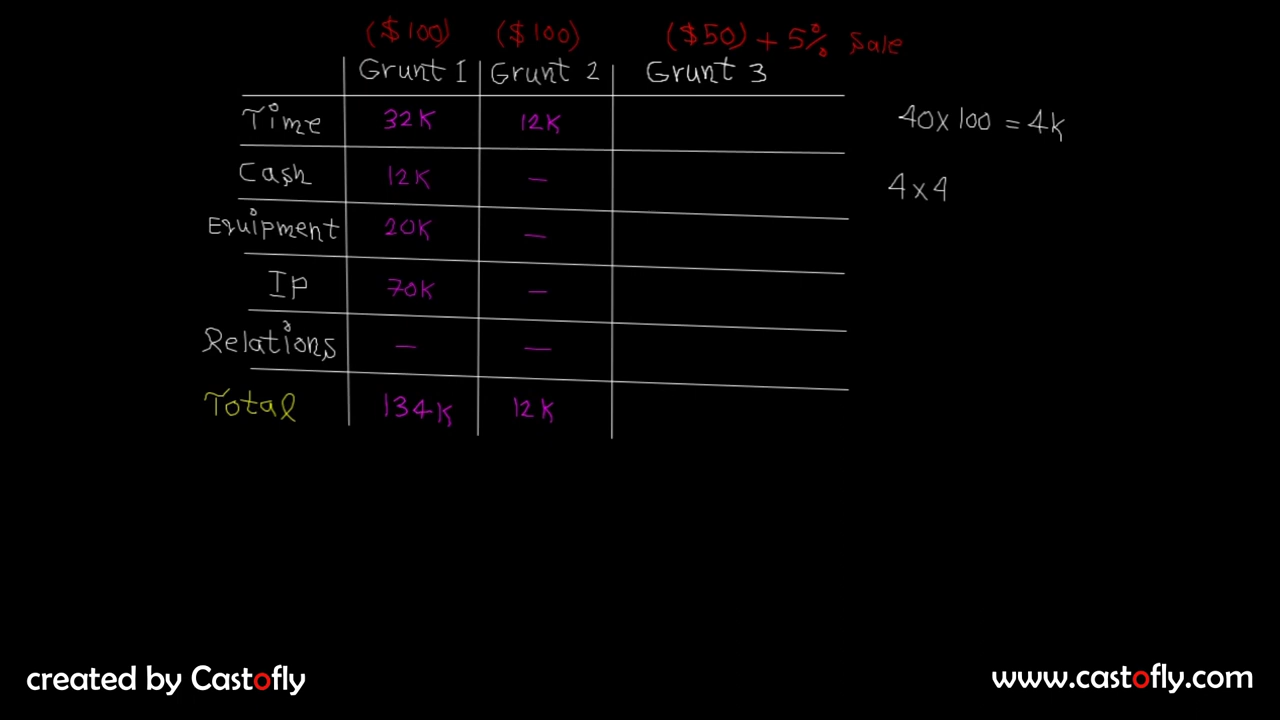 ($100) ($100) ($50) + 5% Sale
Grunt 1 Grunt 2 Grunt 3
Time 32K 12K 40x100 = 4K
Cash 12K — 4x4
Equipment 20K —
Ip 70K —
Relations — —
Total 134K 12K
created by Castofly www.castofly.com